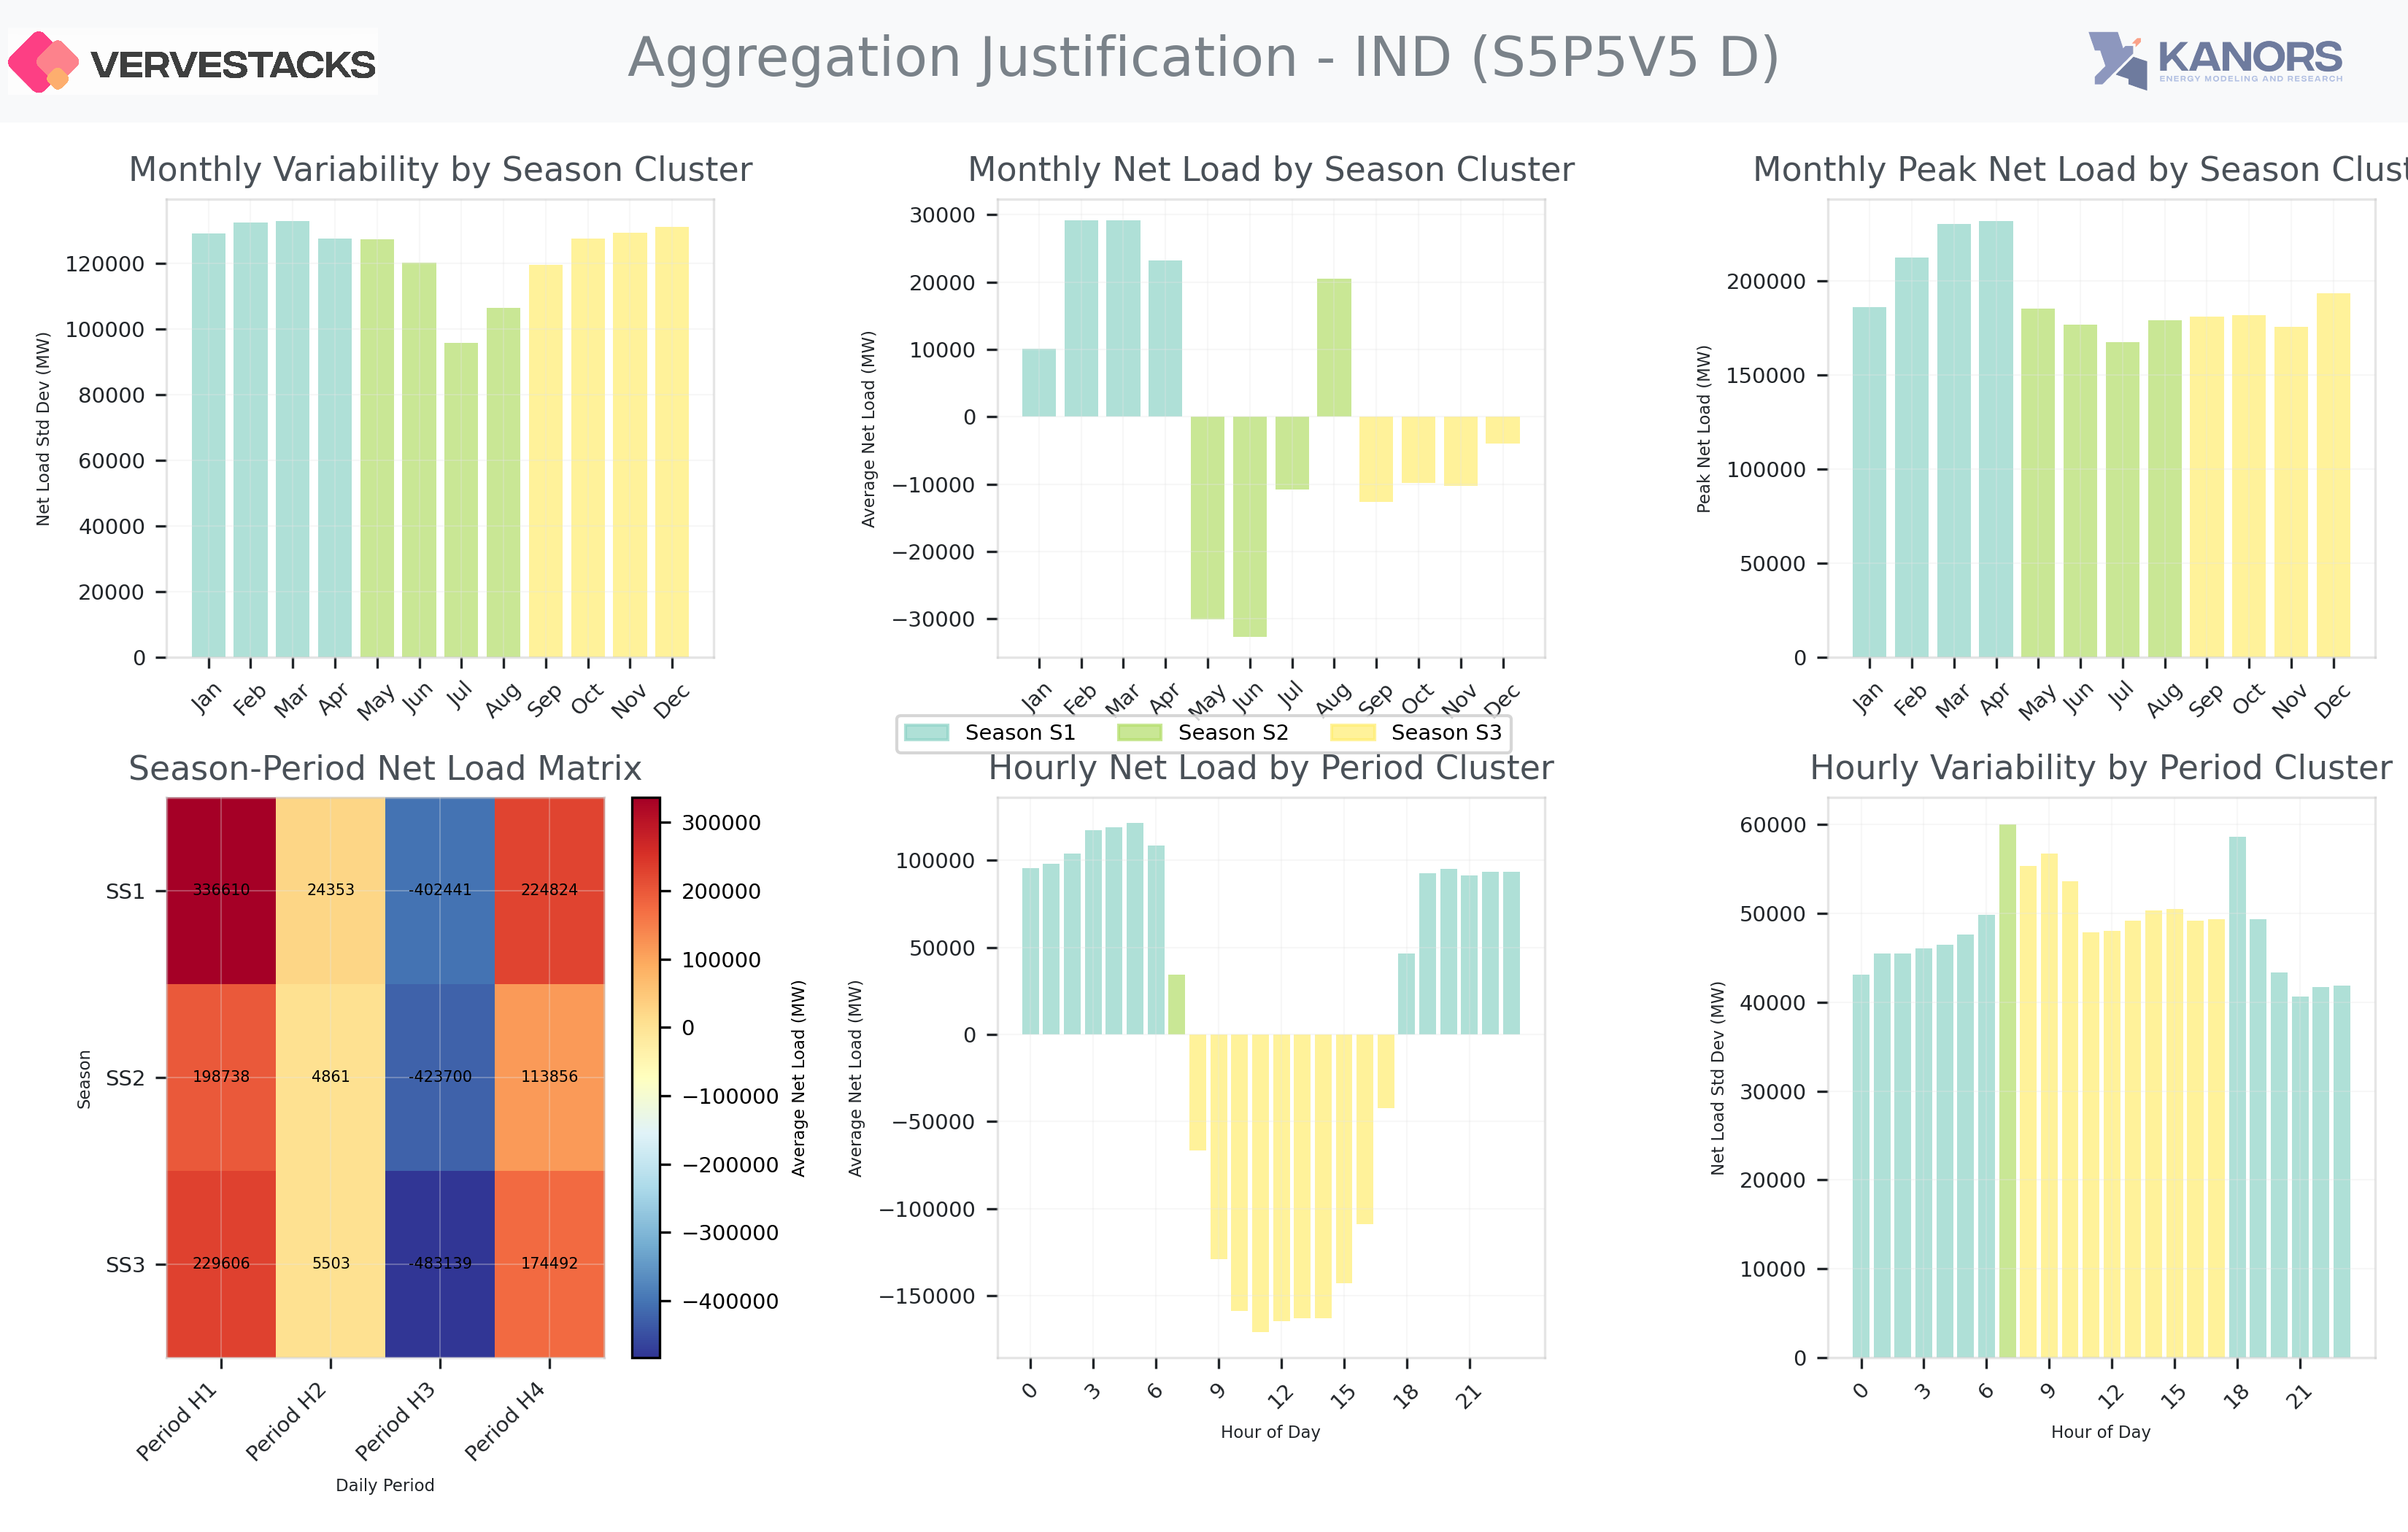 VERVESTACKS
Aggregation Justification - IND (S5P5V5 D)
KANORS
ENERGY MODELING AND RESEARCH
Monthly Variability by Season Cluster
Net Load Std Dev (MW)
120000
100000
80000
60000
40000
20000
0
Jan Feb Mar Apr May Jun Jul Aug Sep Oct Nov Dec
Monthly Net Load by Season Cluster
Average Net Load (MW)
30000
20000
10000
0
−10000
−20000
−30000
Jan Feb Mar Apr May Jun Jul Aug Sep Oct Nov Dec
Monthly Peak Net Load by Season Clust
Peak Net Load (MW)
200000
150000
100000
50000
0
Jan Feb Mar Apr May Jun Jul Aug Sep Oct Nov Dec
Season S1 Season S2 Season S3
Season-Period Net Load Matrix
Season
SS1 336610 24353 -402441 224824
SS2 198738 4861 -423700 113856
SS3 229606 5503 -483139 174492
Period H1 Period H2 Period H3 Period H4
Daily Period
300000
200000
100000
0
−100000
−200000
−300000
−400000
Average Net Load (MW)
Hourly Net Load by Period Cluster
Average Net Load (MW)
100000
50000
0
−50000
−100000
−150000
0 3 6 9 12 15 18 21
Hour of Day
Hourly Variability by Period Cluster
Net Load Std Dev (MW)
60000
50000
40000
30000
20000
10000
0
0 3 6 9 12 15 18 21
Hour of Day